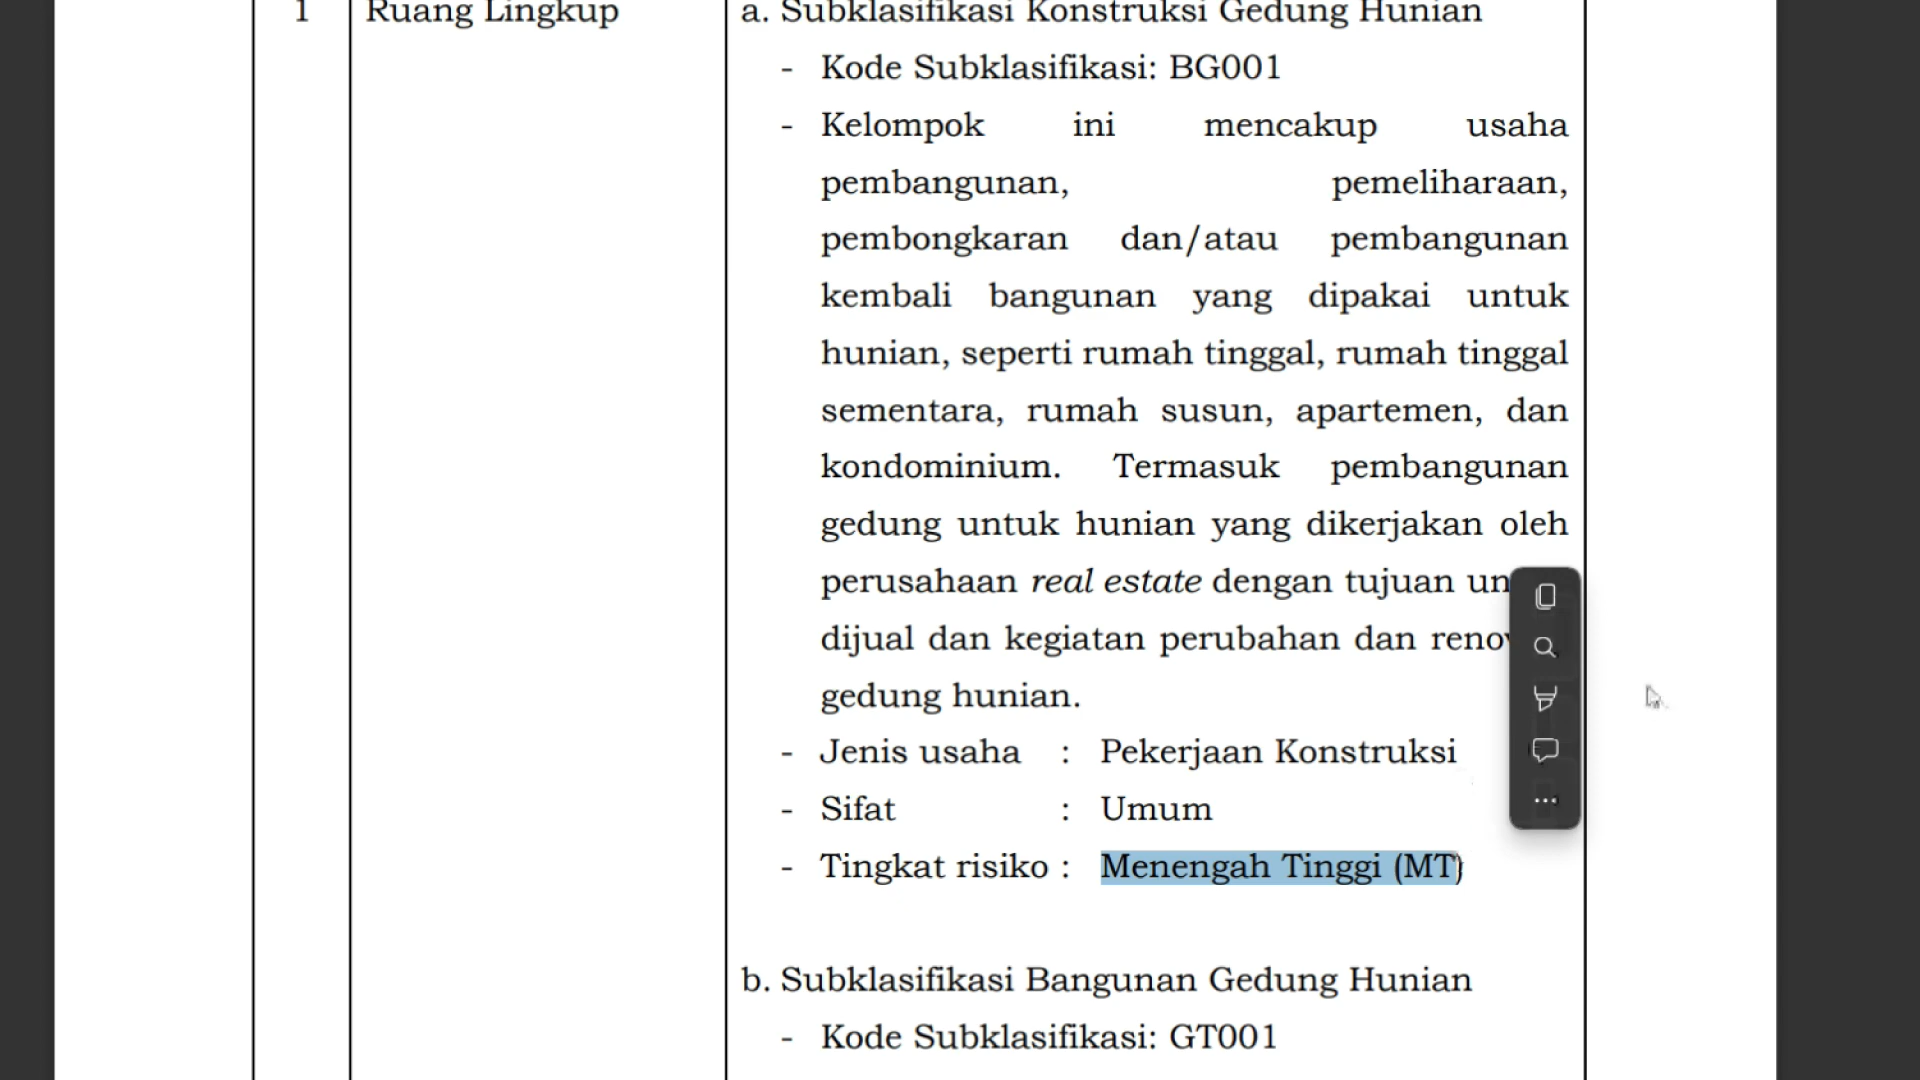 1 Ruang Lingkup a. Subklasifikasi Konstruksi Gedung Hunian
- Kode Subklasifikasi: BG001
- Kelompok ini mencakup usaha
pembangunan, pemeliharaan,
pembongkaran dan/atau pembangunan
kembali bangunan yang dipakai untuk
hunian, seperti rumah tinggal, rumah tinggal
sementara, rumah susun, apartemen, dan
kondominium. Termasuk pembangunan
gedung untuk hunian yang dikerjakan oleh
perusahaan real estate dengan tujuan
dijual dan kegiatan perubahan dan
gedung hunian.
- Jenis usaha : Pekerjaan Konstruksi
- Sifat : Umum
- Tingkat risiko : Menengah Tinggi (MT)
b. Subklasifikasi Bangunan Gedung Hunian
- Kode Subklasifikasi: GT001